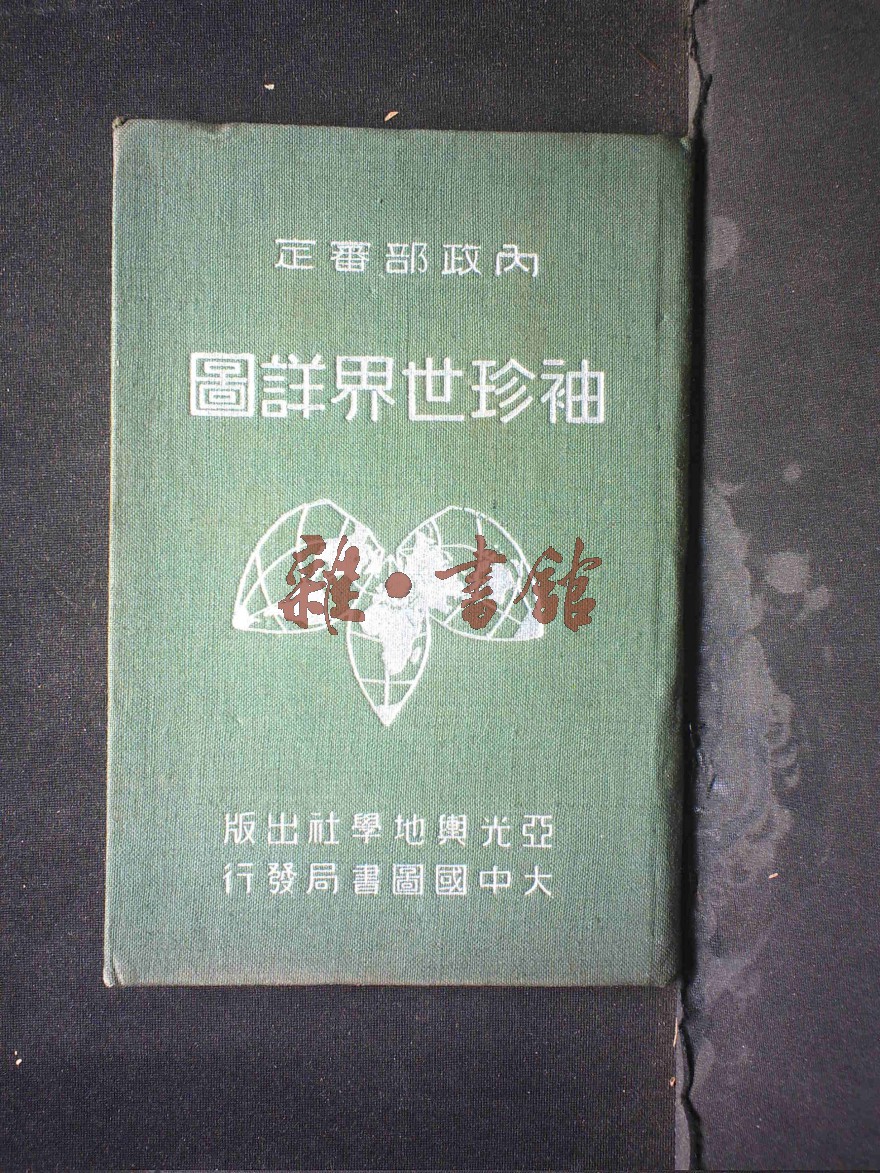 內政部審定
袖珍世界詳圖
雜·書館
亞光輿地學社出版
大中國圖書局發行